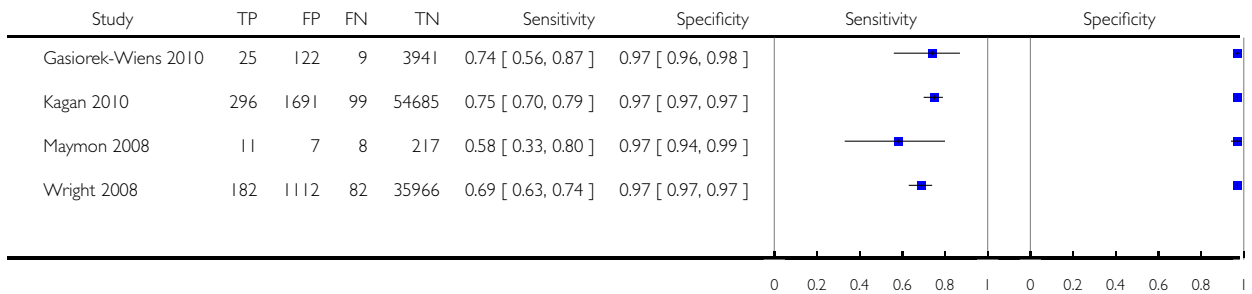 Study TP FP FN TN Sensitivity Specificity Sensitivity Specificity
Gasiorek-Wiens 2010 25 122 9 3941 0.74 [ 0.56, 0.87 ] 0.97 [ 0.96, 0.98 ]
Kagan 2010 296 1691 99 54685 0.75 [ 0.70, 0.79 ] 0.97 [ 0.97, 0.97 ]
Maymon 2008 11 7 8 217 0.58 [ 0.33, 0.80 ] 0.97 [ 0.94, 0.99 ]
Wright 2008 182 1112 82 35966 0.69 [ 0.63, 0.74 ] 0.97 [ 0.97, 0.97 ]
0 0.2 0.4 0.6 0.8 1 0 0.2 0.4 0.6 0.8 1